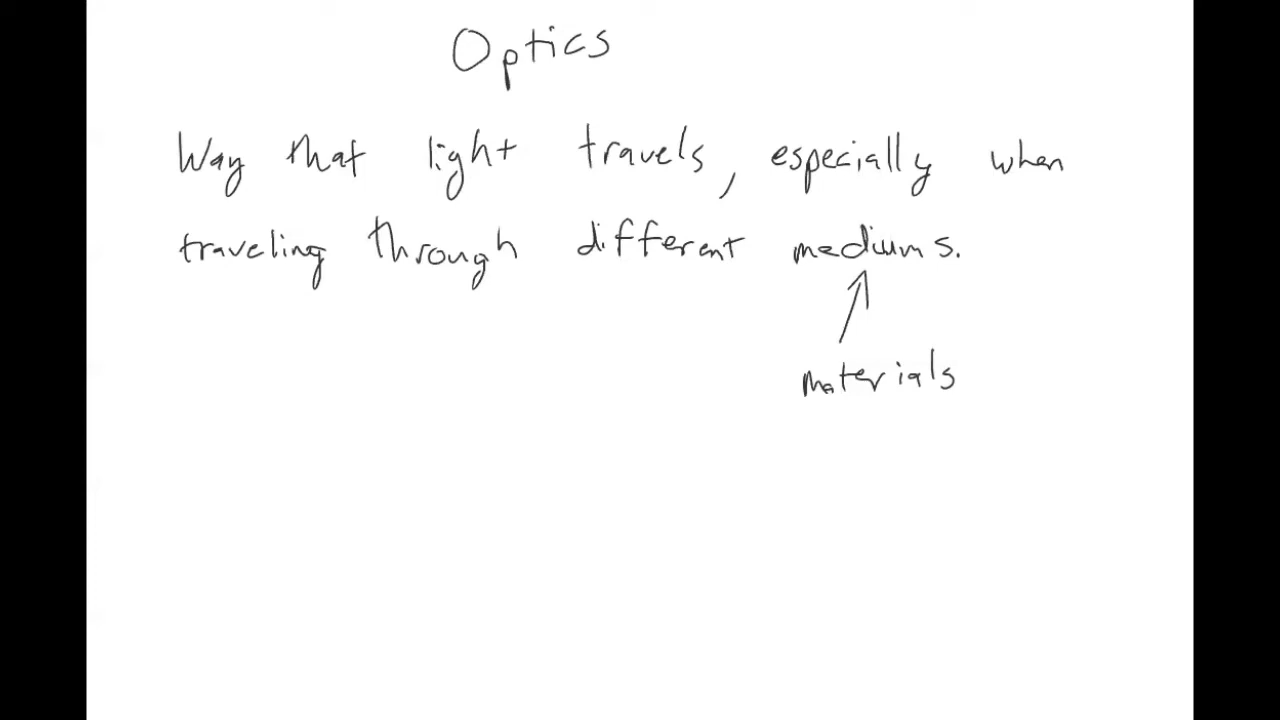 Optics
Way that light travels, especially when
traveling through different mediums.
materials